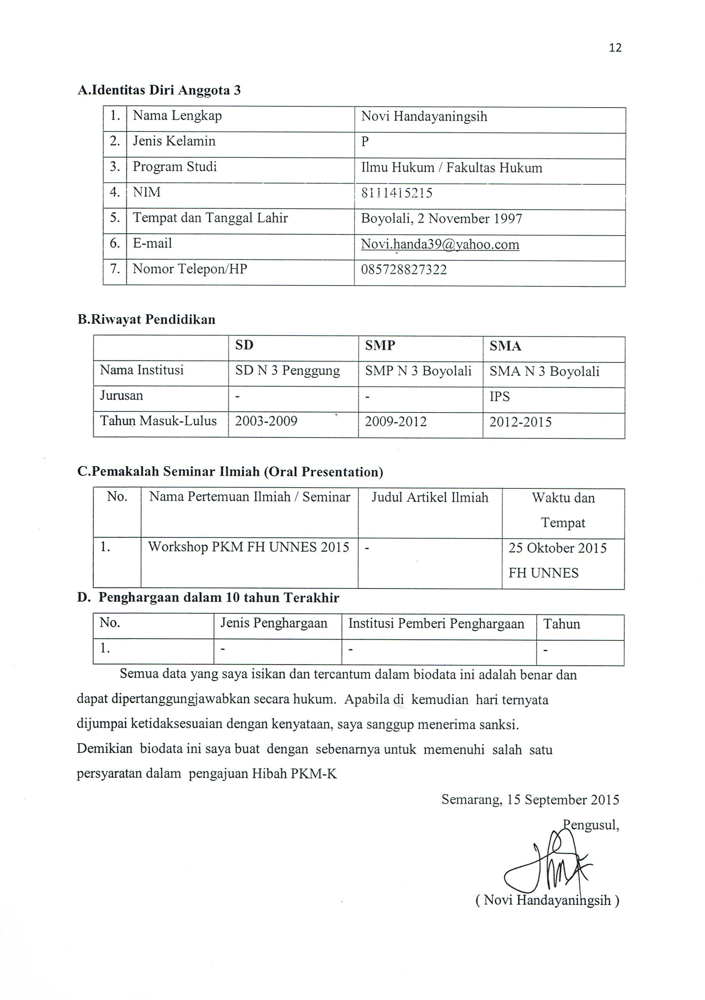 12
A.Identitas Diri Anggota 3
1. Nama Lengkap Novi Handayaningsih
2. Jenis Kelamin P
3. Program Studi Ilmu Hukum / Fakultas Hukum
4. NIM 8111415215
5. Tempat dan Tanggal Lahir Boyolali, 2 November 1997
6. E-mail Novi.handa39@yahoo.com
7. Nomor Telepon/HP 085728827322
B.Riwayat Pendidikan
SD SMP SMA
Nama Institusi SD N 3 Penggung SMP N 3 Boyolali SMA N 3 Boyolali
Jurusan - - IPS
Tahun Masuk-Lulus 2003-2009 2009-2012 2012-2015
C.Pemakalah Seminar Ilmiah (Oral Presentation)
No. Nama Pertemuan Ilmiah / Seminar Judul Artikel Ilmiah Waktu dan
Tempat
1. Workshop PKM FH UNNES 2015 - 25 Oktober 2015
FH UNNES
D. Penghargaan dalam 10 tahun Terakhir
No. Jenis Penghargaan Institusi Pemberi Penghargaan Tahun
1. - - -
Semua data yang saya isikan dan tercantum dalam biodata ini adalah benar dan
dapat dipertanggungjawabkan secara hukum. Apabila di kemudian hari ternyata
dijumpai ketidaksesuaian dengan kenyataan, saya sanggup menerima sanksi.
Demikian biodata ini saya buat dengan sebenarnya untuk memenuhi salah satu
persyaratan dalam pengajuan Hibah PKM-K
Semarang, 15 September 2015
Pengusul,
( Novi Handayaningsih )